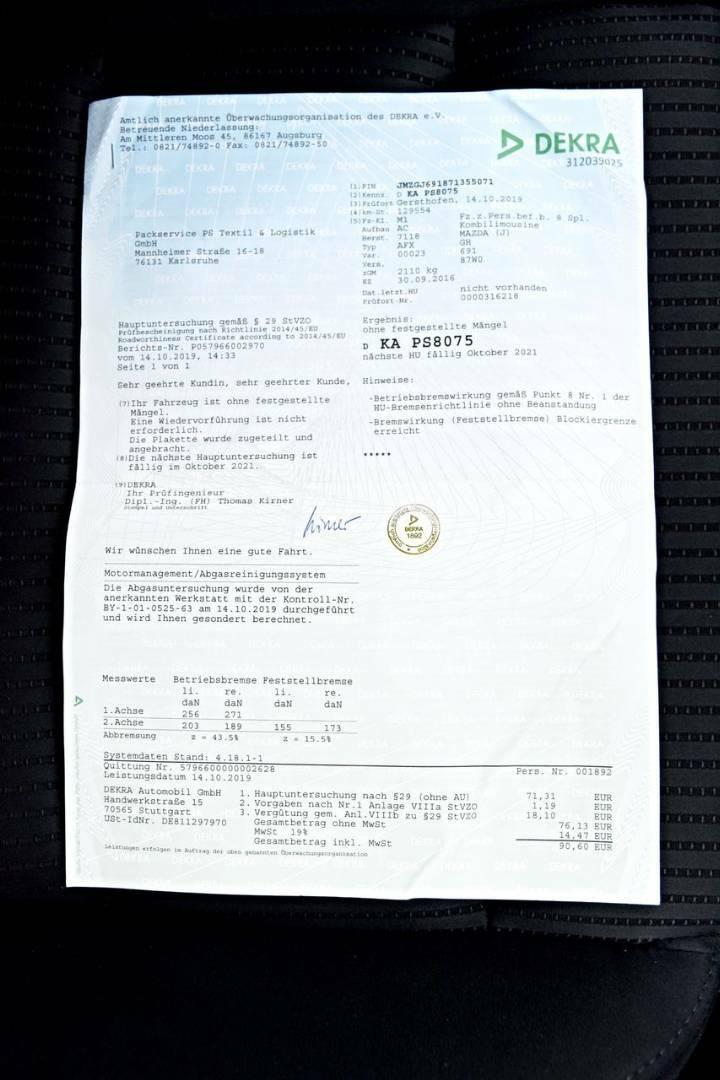 Amtlich anerkannte Überwachungsorganisation des DEKRA e.V.
Betreuende Niederlassung:
Am Mittleren Moos 45, 86167 Augsburg
Tel.: 0821/74892-0 Fax: 0821/74892-50
DEKRA
312039025
(1) FIN JMZGJ691871355071
(2) Kennz. D KA PS8075
(3) Prüfort Gersthofen, 14.10.2019
(4) km-St. 129554
(5) Fz-Kl. M1 Fz.z.Pers.bef.b. 8 Spl.
Aufbau AC Kombilimousine
Herst. 7118 MAZDA (J)
Typ AFX GH
Var. 00023 691
Vers. 87W0
zGM 2110 kg
EZ 30.09.2016
Dat.letzt.HU nicht vorhanden
Prüfort-Nr. 0000316218
Packservice PS Textil & Logistik
GmbH
Mannheimer Straße 16-18
76131 Karlsruhe
Hauptuntersuchung gemäß § 29 StVZO
Prüfbescheinigung nach Richtlinie 2014/45/EU
Roadworthiness Certificate according to 2014/45/EU
Berichts-Nr. P057966002970
vom 14.10.2019, 14:33
Seite 1 von 1
Ergebnis:
ohne festgestellte Mängel
D KA PS8075
nächste HU fällig Oktober 2021
Sehr geehrte Kundin, sehr geehrter Kunde,
(7) Ihr Fahrzeug ist ohne festgestellte
Mängel.
Eine Wiedervorführung ist nicht
erforderlich.
Die Plakette wurde zugeteilt und
angebracht.
(8) Die nächste Hauptuntersuchung ist
fällig im Oktober 2021.
Hinweise:
-Betriebsbremswirkung gemäß Punkt 8 Nr. 1 der
HU-Bremsenrichtlinie ohne Beanstandung
-Bremswirkung (Feststellbremse) Blockiergrenze
erreicht
*****
(9) DEKRA
Ihr Prüfingenieur
Dipl.-Ing. (FH) Thomas Kirner
Stempel und Unterschrift
Kirner
DEKRA
1892
Wir wünschen Ihnen eine gute Fahrt.
Motormanagement/Abgasreinigungssystem
Die Abgasuntersuchung wurde von der
anerkannten Werkstatt mit der Kontroll-Nr.
BY-1-01-0525-63 am 14.10.2019 durchgeführt
und wird Ihnen gesondert berechnet.
Messwerte Betriebsbremse Feststellbremse
li. re. li. re.
daN daN daN daN
1.Achse 256 271
2.Achse 203 189 155 173
Abbremsung z = 43.5% z = 15.5%
Systemdaten Stand: 4.18.1-1
Quittung Nr. 5796600000002628 Pers. Nr. 001892
Leistungsdatum 14.10.2019
DEKRA Automobil GmbH
Handwerkstraße 15
70565 Stuttgart
USt-IdNr. DE811297970
1. Hauptuntersuchung nach §29 (ohne AU) 71,31 EUR
2. Vorgaben nach Nr.1 Anlage VIIIa StVZO 1,19 EUR
3. Vergütung gem. Anl.VIIIb zu §29 StVZO 18,10 EUR
Gesamtbetrag ohne MwSt 76,13 EUR
MwSt 19% 14,47 EUR
Gesamtbetrag inkl. MwSt 90,60 EUR
Leistungen erfolgen im Auftrag der oben genannten Überwachungsorganisation